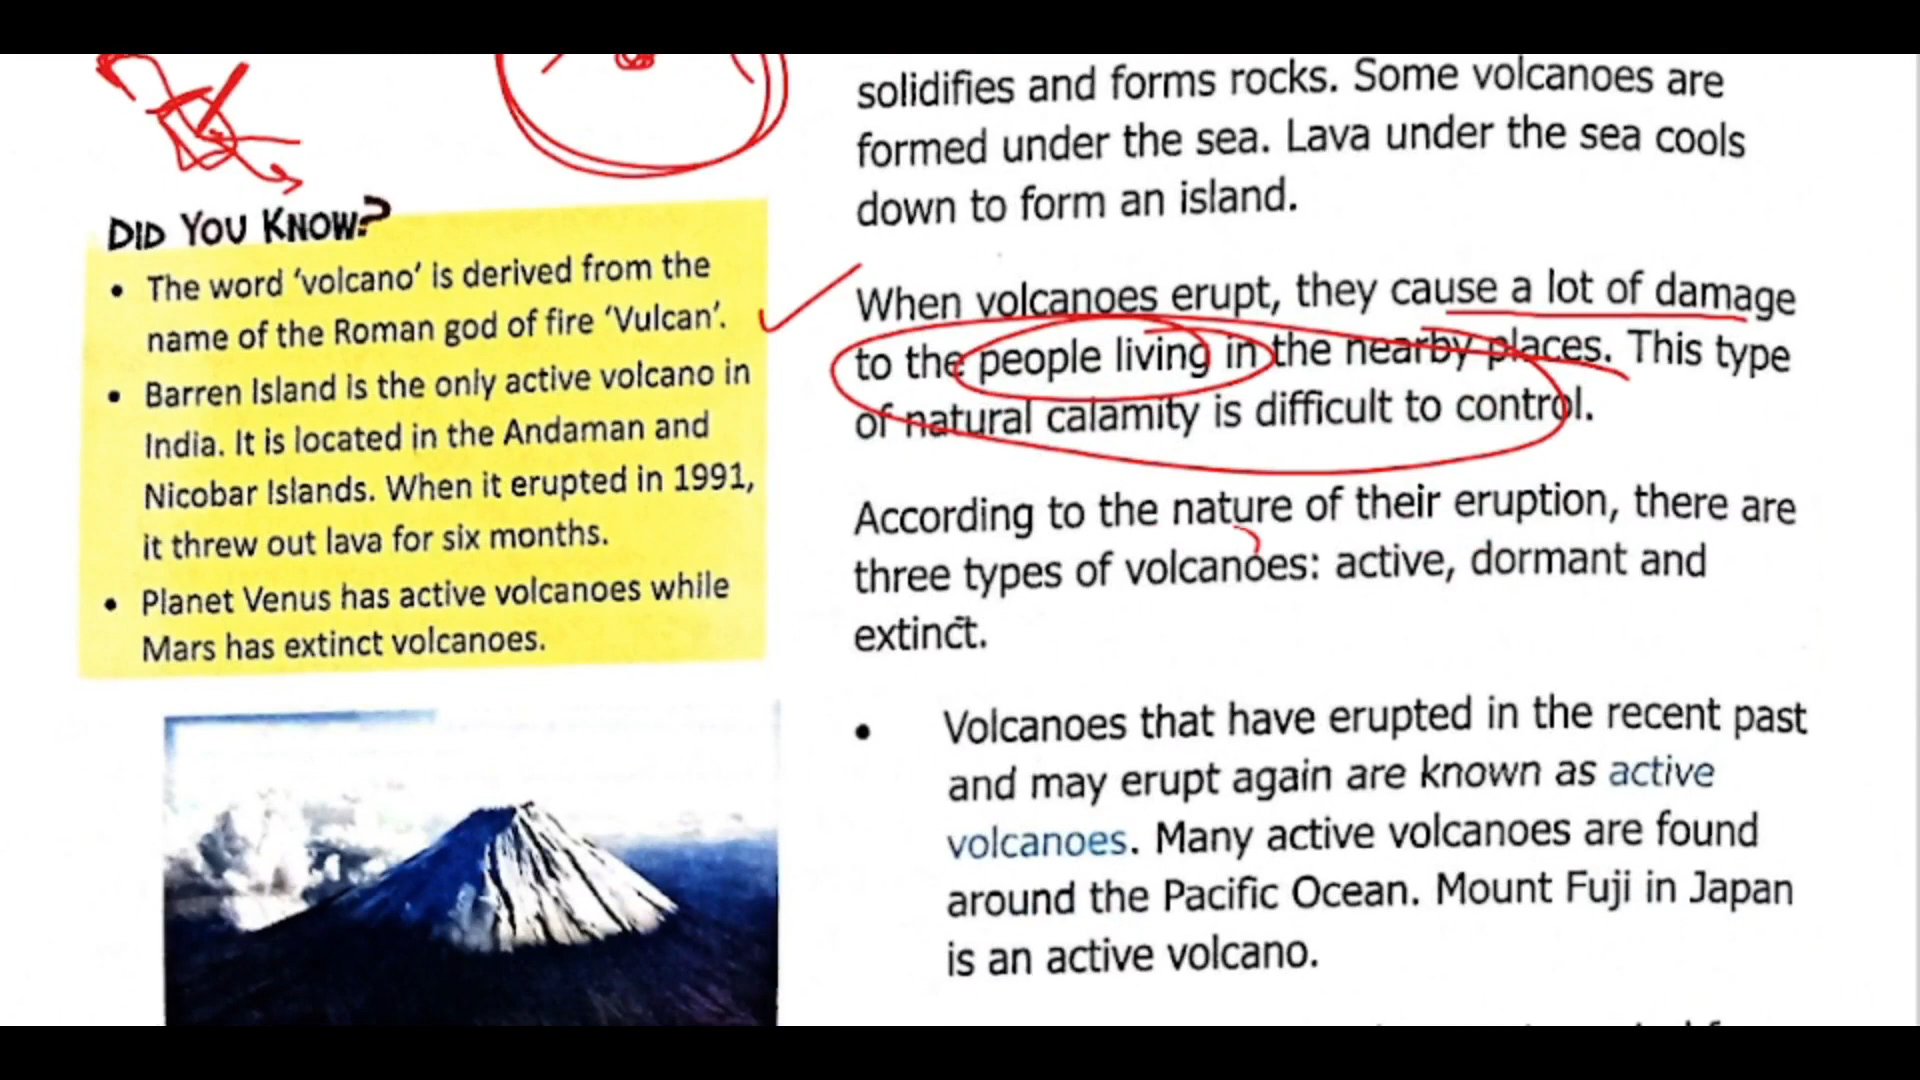 DID YOU KNOW?
• The word ‘volcano’ is derived from the
name of the Roman god of fire ‘Vulcan’.
• Barren Island is the only active volcano in
India. It is located in the Andaman and
Nicobar Islands. When it erupted in 1991,
it threw out lava for six months.
• Planet Venus has active volcanoes while
Mars has extinct volcanoes.
solidifies and forms rocks. Some volcanoes are
formed under the sea. Lava under the sea cools
down to form an island.
When volcanoes erupt, they cause a lot of damage
to the people living in the nearby places. This type
of natural calamity is difficult to control.
According to the nature of their eruption, there are
three types of volcanoes: active, dormant and
extinct.
• Volcanoes that have erupted in the recent past
and may erupt again are known as active
volcanoes. Many active volcanoes are found
around the Pacific Ocean. Mount Fuji in Japan
is an active volcano.